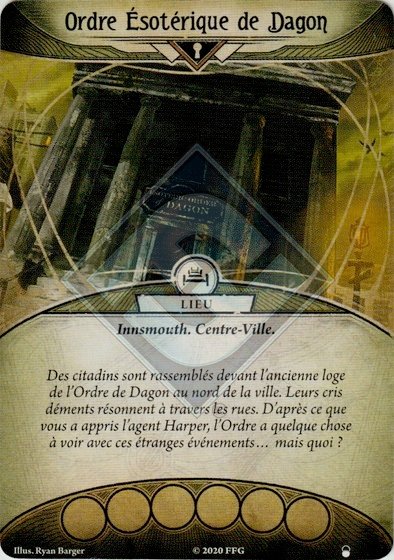 Ordre Ésotérique de Dagon
ORDER
DAGON
LIEU
Innsmouth. Centre-Ville.
Des citadins sont rassemblés devant l'ancienne loge
de l'Ordre de Dagon au nord de la ville. Leurs cris
déments résonnent à travers les rues. D'après ce que
vous a appris l'agent Harper, l'Ordre a quelque chose
à voir avec ces étranges événements… mais quoi ?
Illus. Ryan Barger
© 2020 FFG